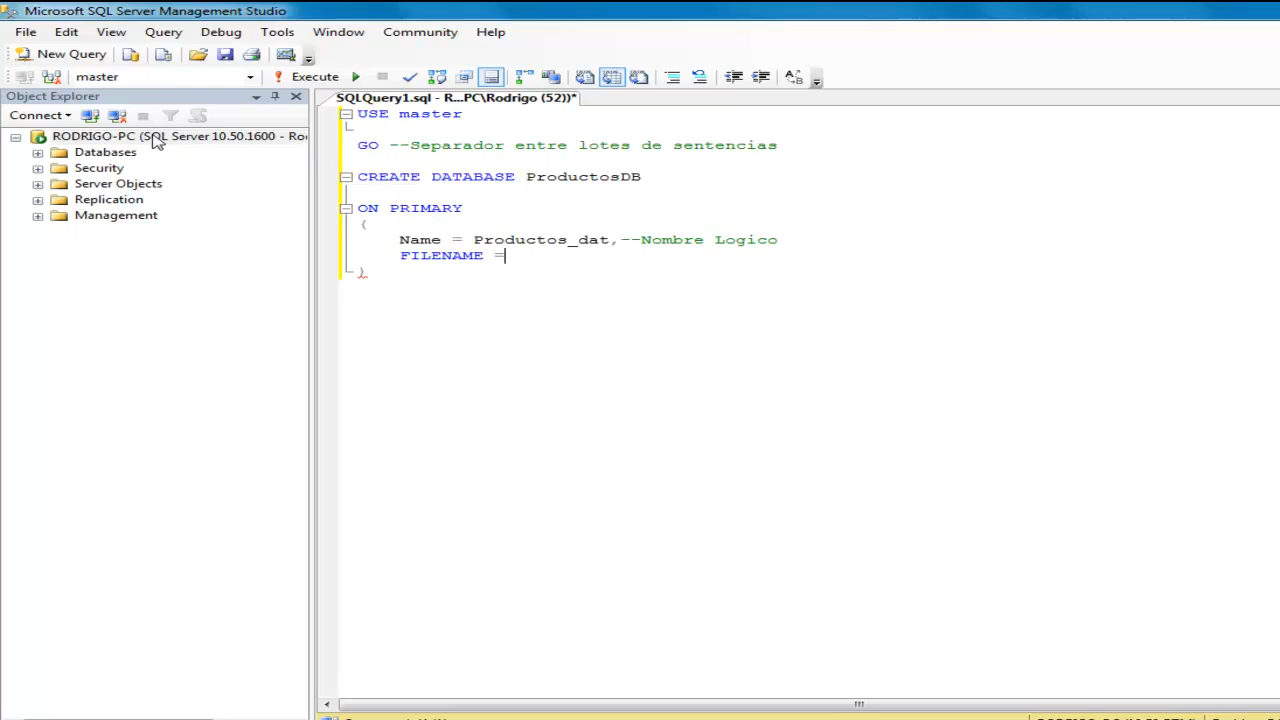 Microsoft SQL Server Management Studio
File Edit View Query Debug Tools Window Community Help
New Query
master Execute
Object Explorer
SQLQuery1.sql - R...PC\Rodrigo (52))*
Connect
RODRIGO-PC (SQL Server 10.50.1600 - Ro
Databases
Security
Server Objects
Replication
Management
USE master
GO --Separador entre lotes de sentencias
CREATE DATABASE ProductosDB
ON PRIMARY
(
Name = Productos_dat,--Nombre Logico
FILENAME =
)